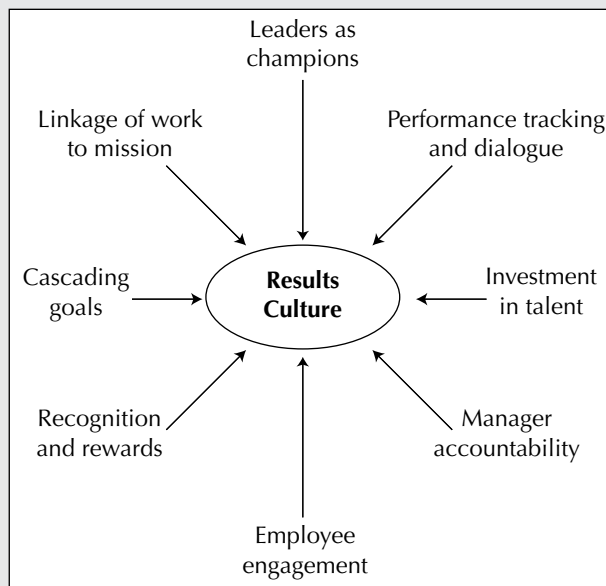 Leaders as
champions
Linkage of work
to mission
Performance tracking
and dialogue
Cascading
goals
Results
Culture
Investment
in talent
Recognition
and rewards
Manager
accountability
Employee
engagement